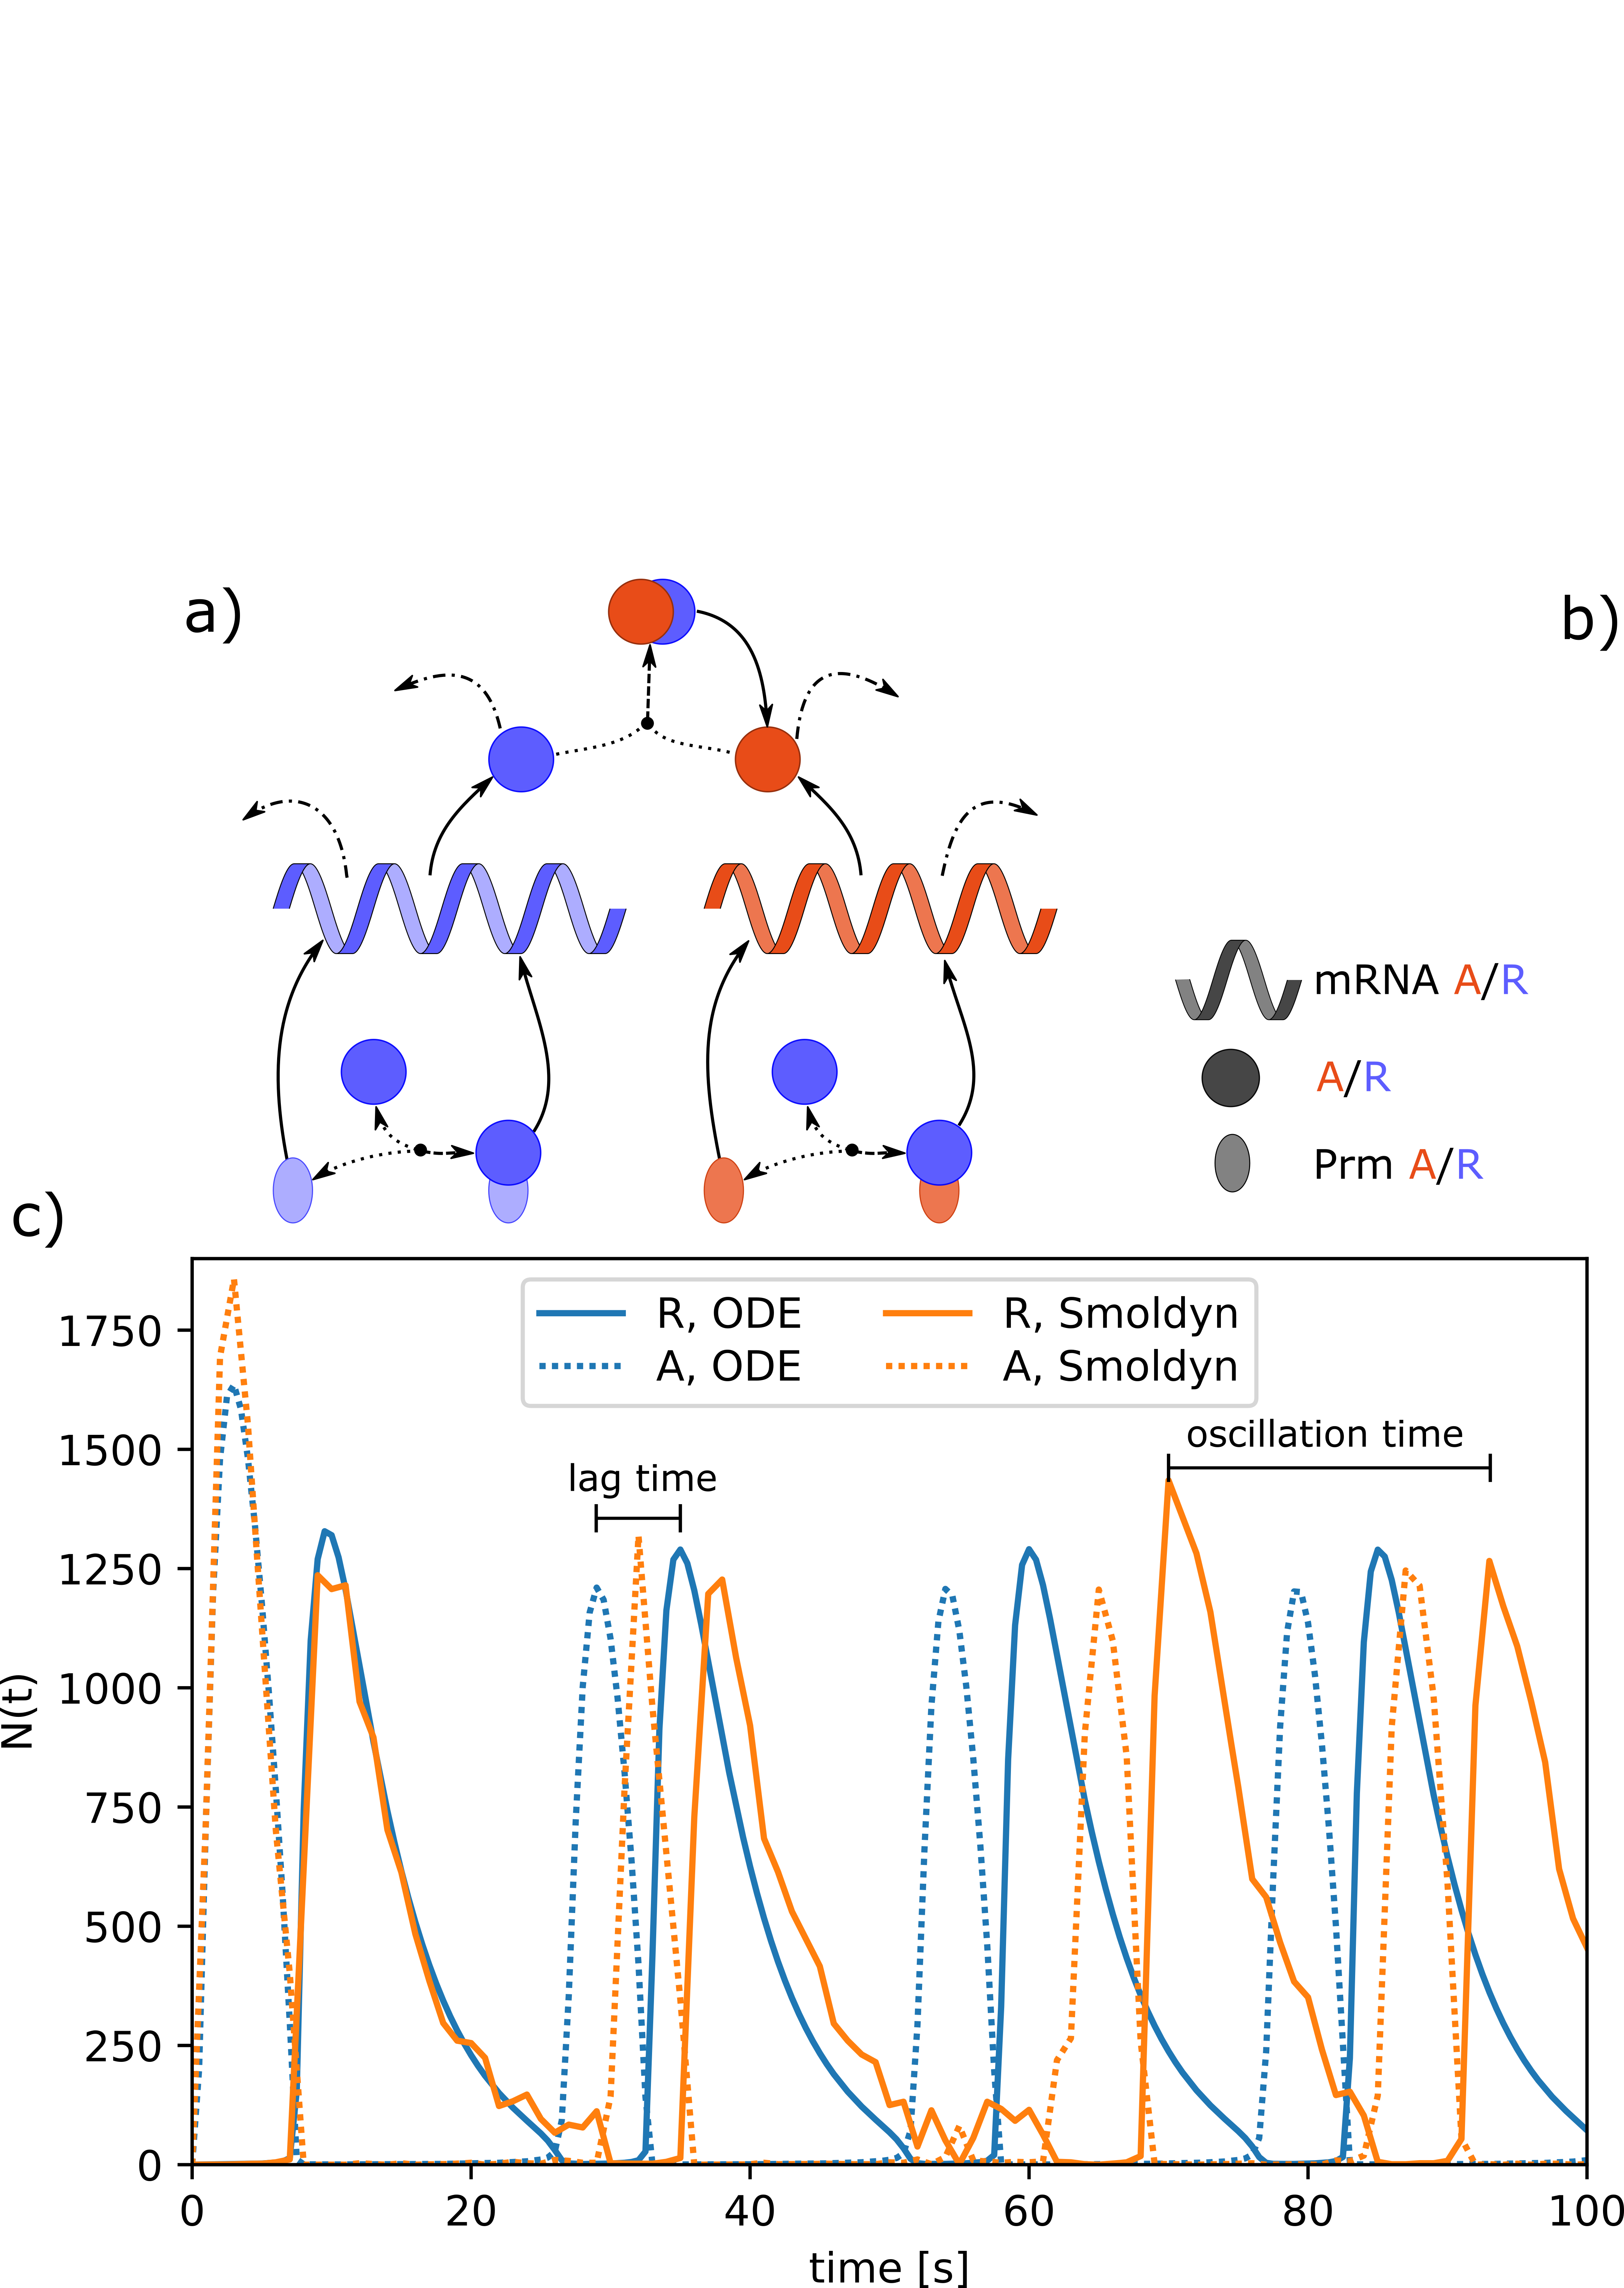 a)
b)
mRNA A/R
A/R
Prm A/R
c)
R, ODE
R, Smoldyn
A, ODE
A, Smoldyn
oscillation time
lag time
1750
1500
1250
1000
750
500
250
0
N(t)
0 20 40 60 80 100
time [s]